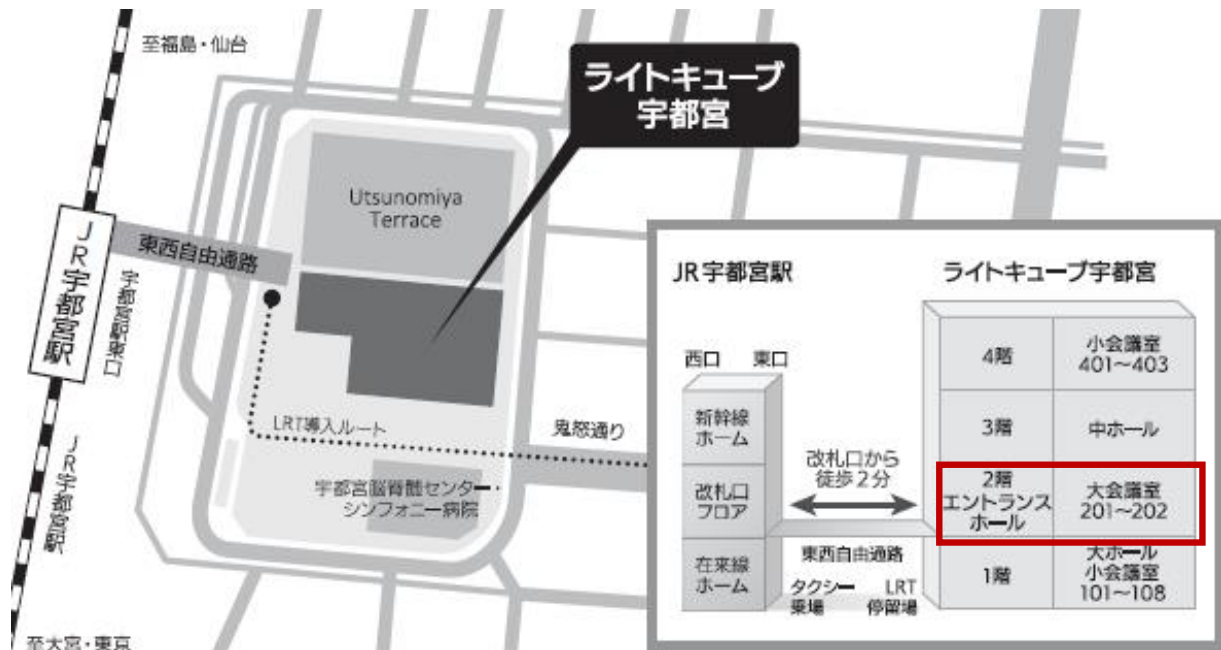 至福島・仙台
ライトキューブ
宇都宮
Utsunomiya
Terrace
東西自由通路
JR宇都宮駅
宇都宮駅東口
LRT導入ルート
鬼怒通り
宇都宮脳脊髄センター・
シンフォニー病院
JR宇都宮駅
至大宮・東京
JR宇都宮駅
ライトキューブ宇都宮
西口 東口
新幹線
ホーム
改札口
フロア
在来線
ホーム
改札口から
徒歩2分
東西自由通路
タクシー
乗場
LRT
停留場
4階
小会議室
401～403
3階
中ホール
2階
エントランス
ホール
大会議室
201～202
1階
大ホール
小会議室
101～108